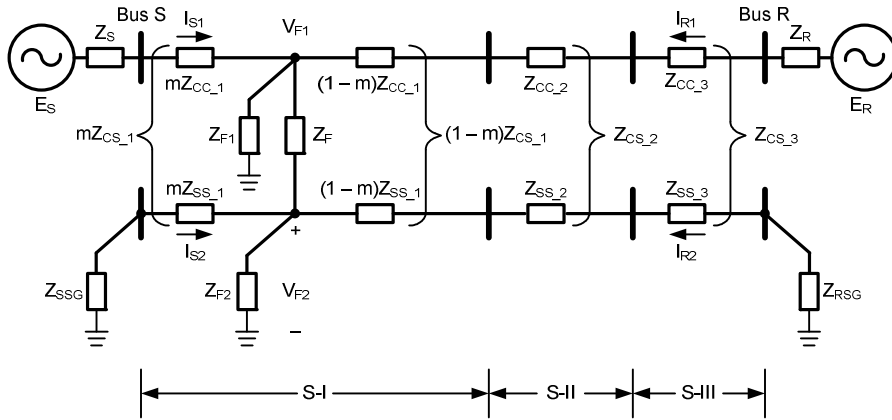 Bus S I_S1 V_F1 I_R1 Bus R
Z_S Z_R
mZ_CC_1 (1 – m)Z_CC_1 Z_CC_2 Z_CC_3
E_S E_R
mZ_CS_1 Z_F1 Z_F (1 – m)Z_CS_1 Z_CS_2 Z_CS_3
mZ_SS_1 (1 – m)Z_SS_1 Z_SS_2 Z_SS_3
I_S2 + I_R2
Z_SSG Z_F2 V_F2 Z_RSG
–
S-I S-II S-III